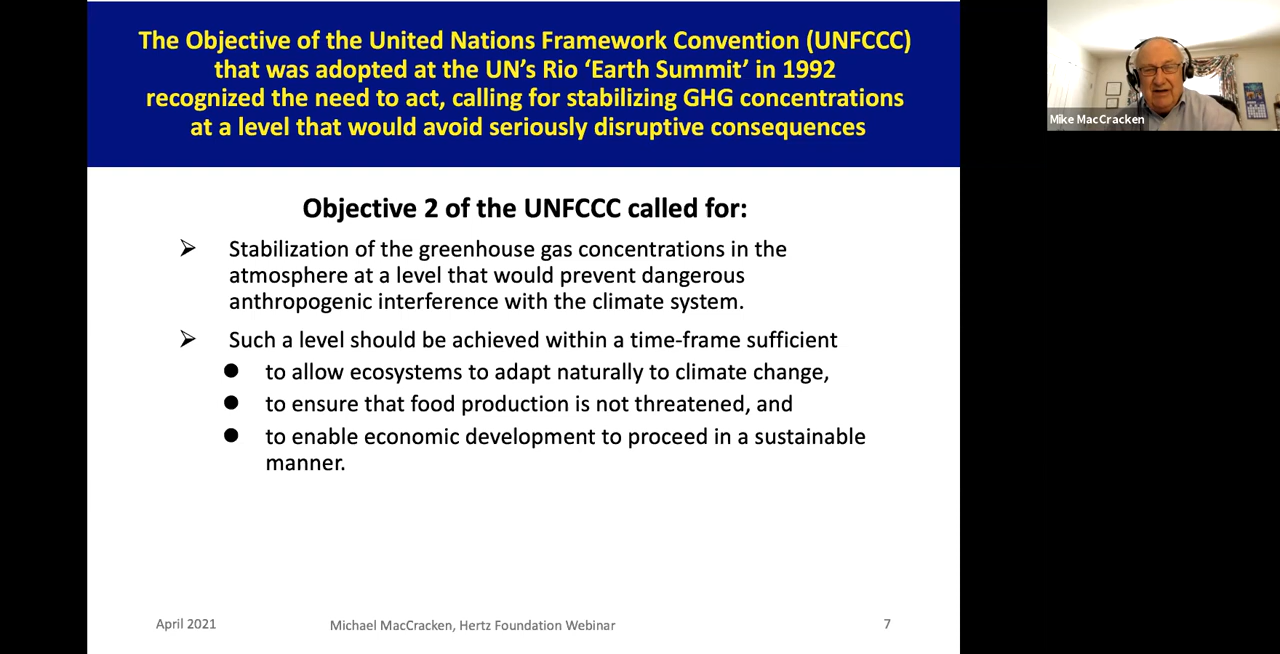 The Objective of the United Nations Framework Convention (UNFCCC)
that was adopted at the UN's Rio ‘Earth Summit’ in 1992
recognized the need to act, calling for stabilizing GHG concentrations
at a level that would avoid seriously disruptive consequences
Mike MacCracken
Objective 2 of the UNFCCC called for:
➢ Stabilization of the greenhouse gas concentrations in the
atmosphere at a level that would prevent dangerous
anthropogenic interference with the climate system.
➢ Such a level should be achieved within a time-frame sufficient
● to allow ecosystems to adapt naturally to climate change,
● to ensure that food production is not threatened, and
● to enable economic development to proceed in a sustainable
manner.
April 2021
Michael MacCracken, Hertz Foundation Webinar
7